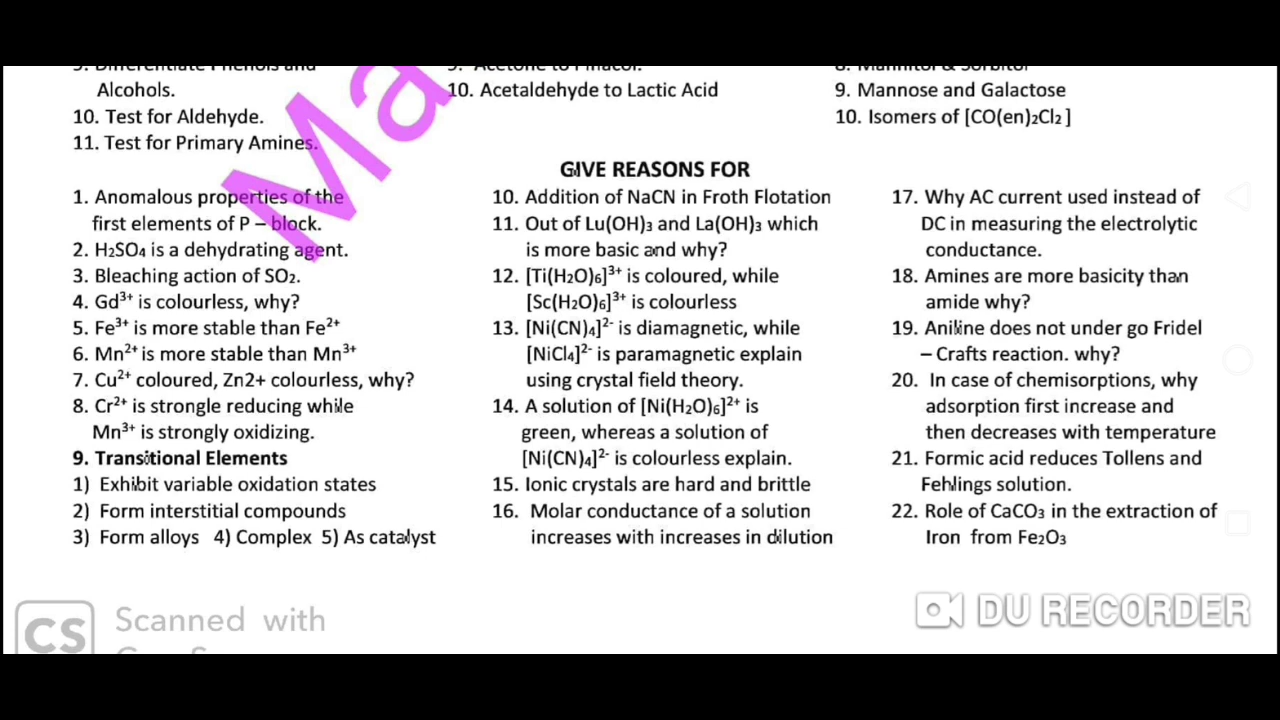 9. Differentiate Phenols and
Alcohols.
10. Test for Aldehyde.
11. Test for Primary Amines.
9. Acetone to Pinacol.
10. Acetaldehyde to Lactic Acid
8. Mannitol & Sorbitol
9. Mannose and Galactose
10. Isomers of [CO(en)₂Cl₂]
Ma
GIVE REASONS FOR
1. Anomalous properties of the
first elements of P – block.
2. H₂SO₄ is a dehydrating agent.
3. Bleaching action of SO₂.
4. Gd³⁺ is colourless, why?
5. Fe³⁺ is more stable than Fe²⁺
6. Mn²⁺ is more stable than Mn³⁺
7. Cu²⁺ coloured, Zn2+ colourless, why?
8. Cr²⁺ is strongle reducing while
Mn³⁺ is strongly oxidizing.
9. Transitional Elements
1) Exhibit variable oxidation states
2) Form interstitial compounds
3) Form alloys 4) Complex 5) As catalyst
10. Addition of NaCN in Froth Flotation
11. Out of Lu(OH)₃ and La(OH)₃ which
is more basic and why?
12. [Ti(H₂O)₆]³⁺ is coloured, while
[Sc(H₂O)₆]³⁺ is colourless
13. [Ni(CN)₄]²⁻ is diamagnetic, while
[NiCl₄]²⁻ is paramagnetic explain
using crystal field theory.
14. A solution of [Ni(H₂O)₆]²⁺ is
green, whereas a solution of
[Ni(CN)₄]²⁻ is colourless explain.
15. Ionic crystals are hard and brittle
16. Molar conductance of a solution
increases with increases in dilution
17. Why AC current used instead of
DC in measuring the electrolytic
conductance.
18. Amines are more basicity than
amide why?
19. Aniline does not under go Fridel
– Crafts reaction. why?
20. In case of chemisorptions, why
adsorption first increase and
then decreases with temperature
21. Formic acid reduces Tollens and
Fehlings solution.
22. Role of CaCO₃ in the extraction of
Iron from Fe₂O₃
CS
Scanned with
DU RECORDER